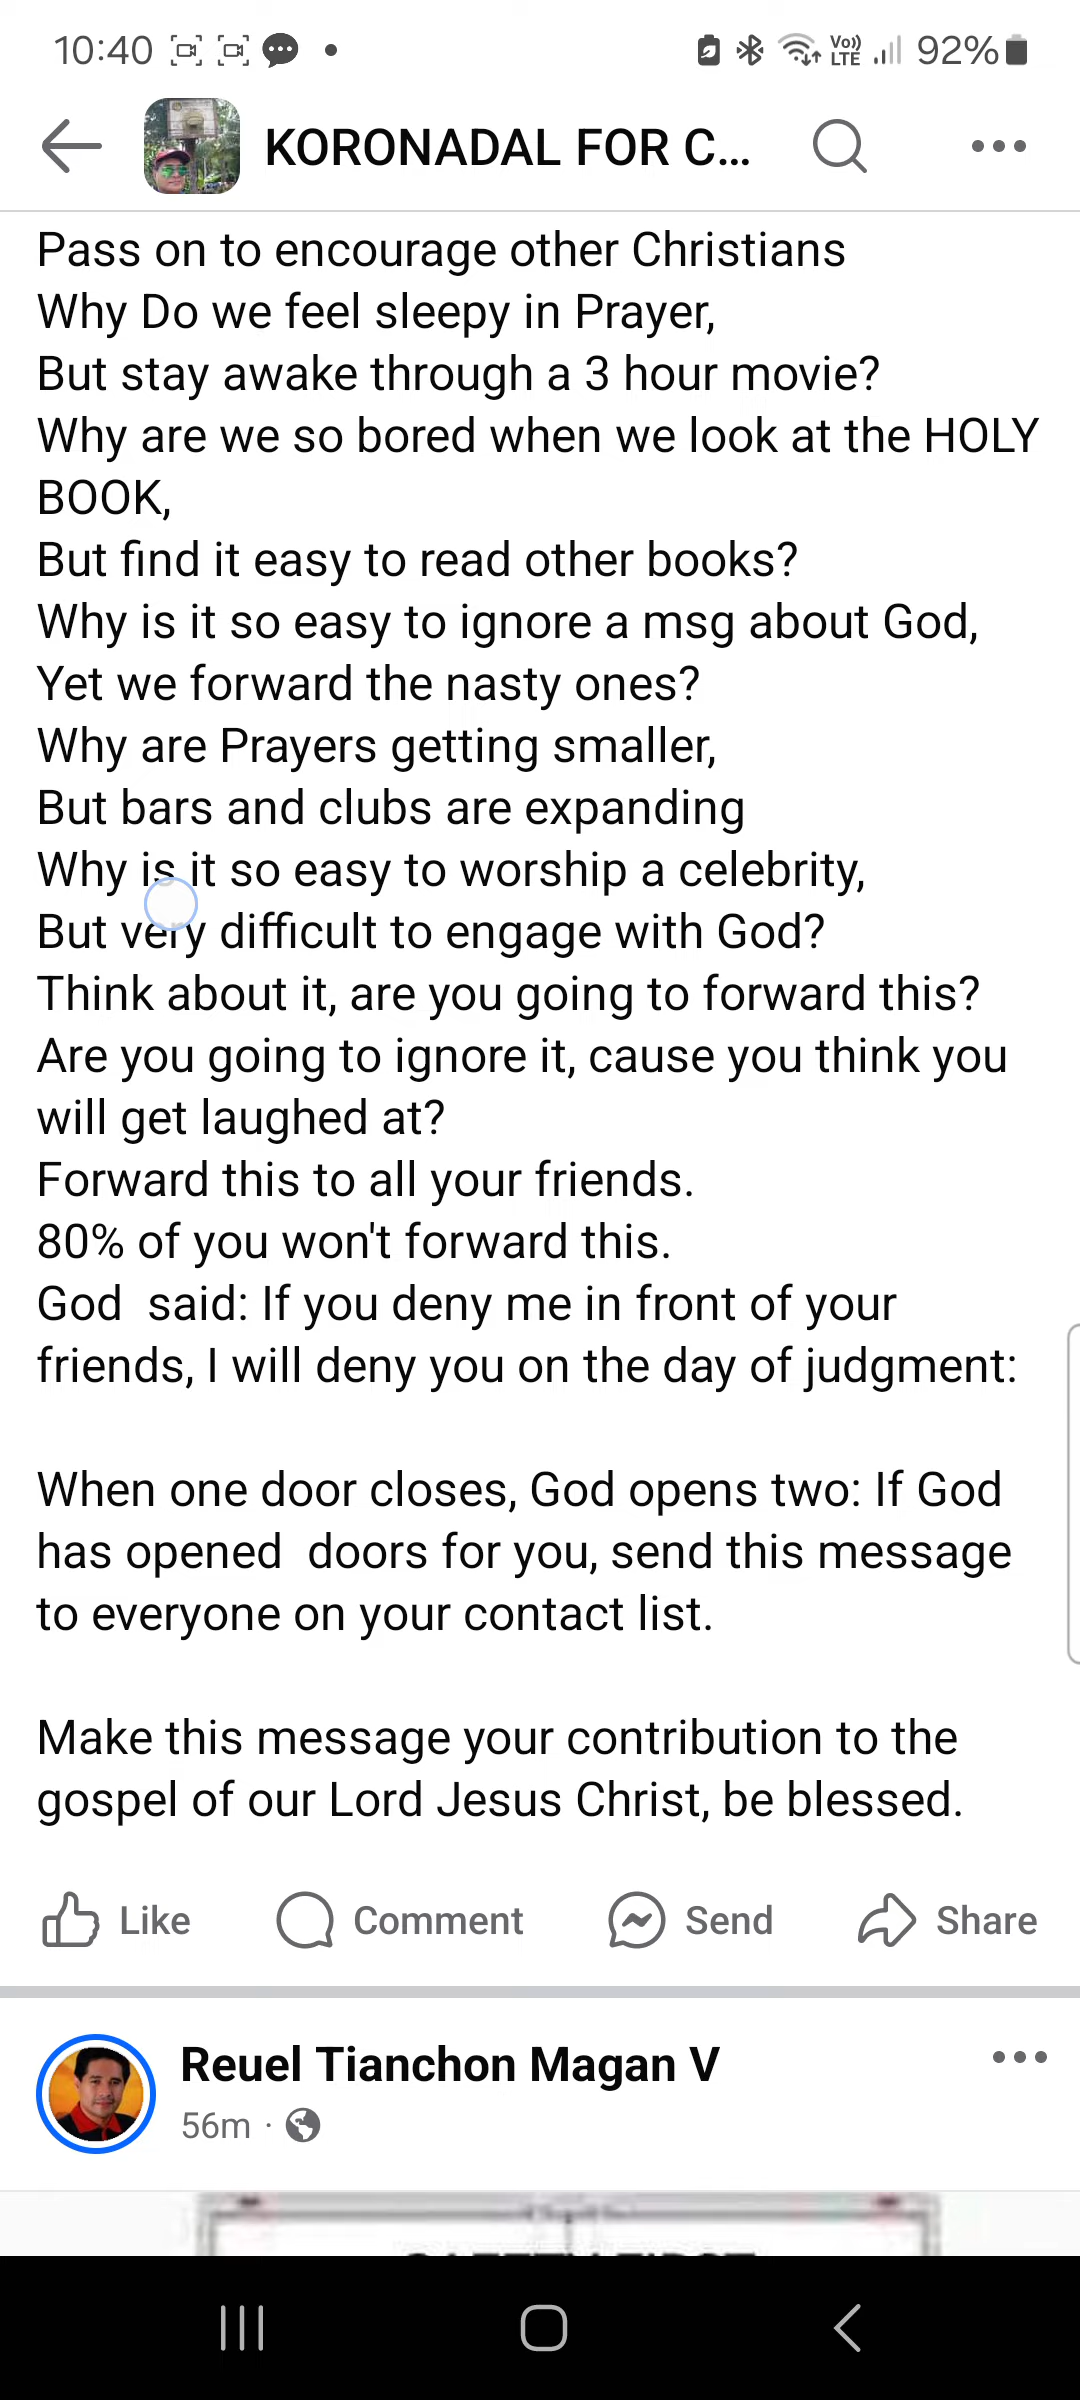 10:40
Vo)) LTE 92%
KORONADAL FOR C...
Pass on to encourage other Christians
Why Do we feel sleepy in Prayer,
But stay awake through a 3 hour movie?
Why are we so bored when we look at the HOLY
BOOK,
But find it easy to read other books?
Why is it so easy to ignore a msg about God,
Yet we forward the nasty ones?
Why are Prayers getting smaller,
But bars and clubs are expanding
Why is it so easy to worship a celebrity,
But very difficult to engage with God?
Think about it, are you going to forward this?
Are you going to ignore it, cause you think you
will get laughed at?
Forward this to all your friends.
80% of you won't forward this.
God  said: If you deny me in front of your
friends, I will deny you on the day of judgment:
When one door closes, God opens two: If God
has opened  doors for you, send this message
to everyone on your contact list.
Make this message your contribution to the
gospel of our Lord Jesus Christ, be blessed.
Like Comment Send Share
Reuel Tianchon Magan V
56m ·